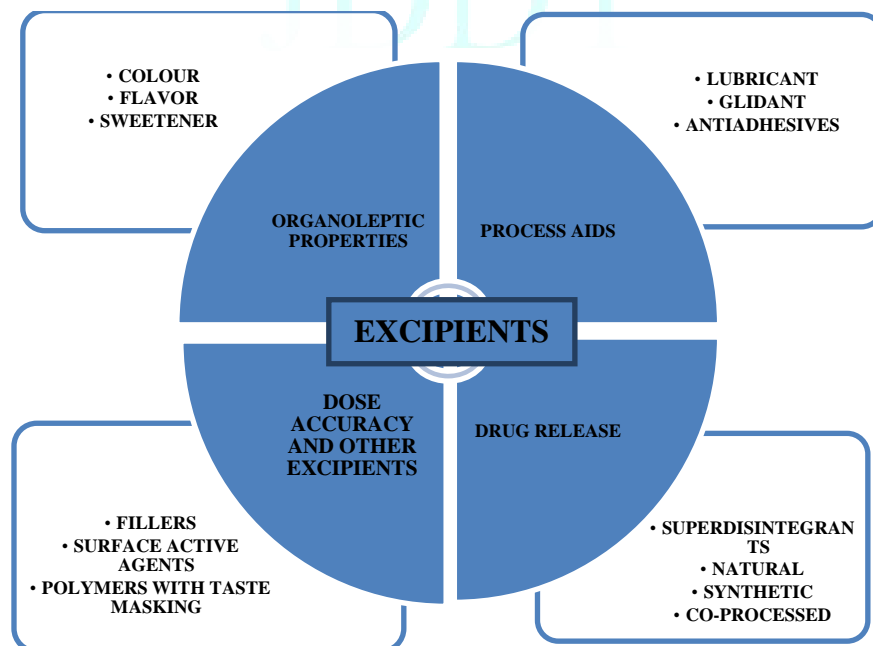 • COLOUR
• FLAVOR
• SWEETENER
• LUBRICANT
• GLIDANT
• ANTIADHESIVES
ORGANOLEPTIC
PROPERTIES
PROCESS AIDS
EXCIPIENTS
DOSE
ACCURACY
AND OTHER
EXCIPIENTS
DRUG RELEASE
• FILLERS
• SURFACE ACTIVE
AGENTS
• POLYMERS WITH TASTE
MASKING
• SUPERDISINTEGRAN
TS
• NATURAL
• SYNTHETIC
• CO-PROCESSED